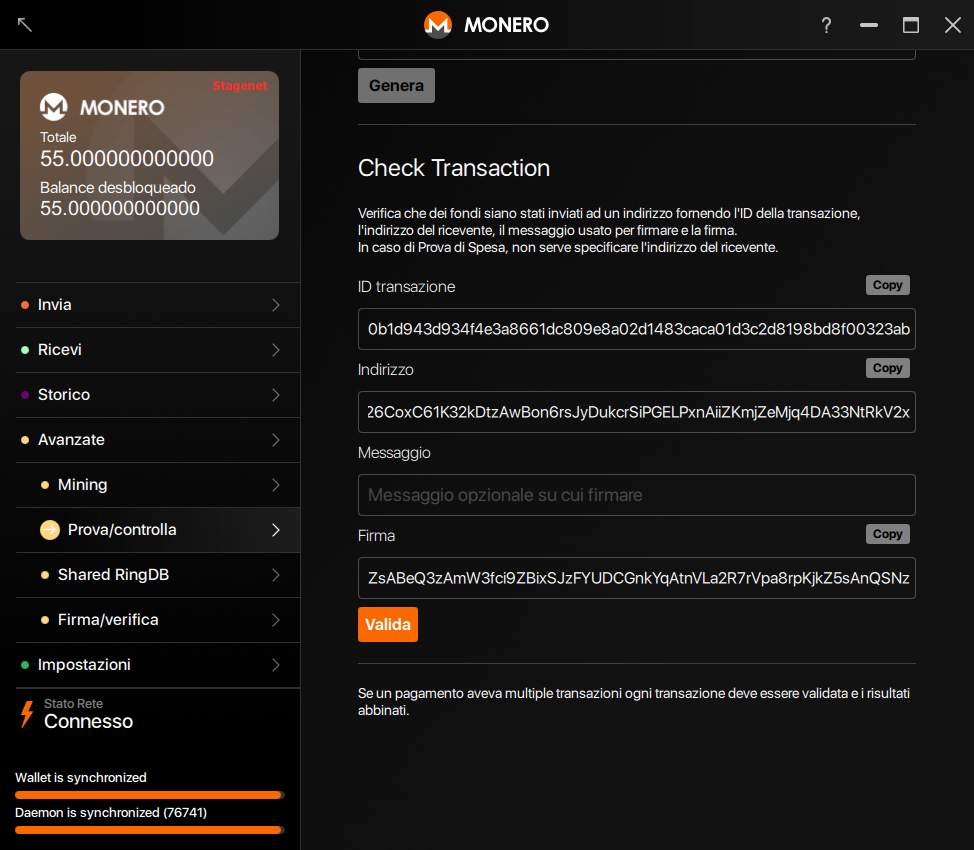 MONERO
Stagenet
MONERO
Totale
55.000000000000
Balance desbloqueado
55.000000000000
Invia
Ricevi
Storico
Avanzate
Mining
Prova/controlla
Shared RingDB
Firma/verifica
Impostazioni
Stato Rete
Connesso
Wallet is synchronized
Daemon is synchronized (76741)
Genera
Check Transaction
Verifica che dei fondi siano stati inviati ad un indirizzo fornendo l'ID della transazione,
l'indirizzo del ricevente, il messaggio usato per firmare e la firma.
In caso di Prova di Spesa, non serve specificare l'indirizzo del ricevente.
ID transazione
Copy
0b1d943d934f4e3a8661dc809e8a02d1483caca01d3c2d8198bd8f00323ab
Indirizzo
Copy
26CoxC61K32kDtzAwBon6rsJyDukcrSiPGELPxnAiiZKmjZeMjq4DA33NtRkV2x
Messaggio
Messaggio opzionale su cui firmare
Firma
Copy
ZsABeQ3zAmW3fci9ZBixSJzFYUDCGnkYqAtnVLa2R7rVpa8rpKjkZ5sAnQSNz
Valida
Se un pagamento aveva multiple transazioni ogni transazione deve essere validata e i risultati
abbinati.